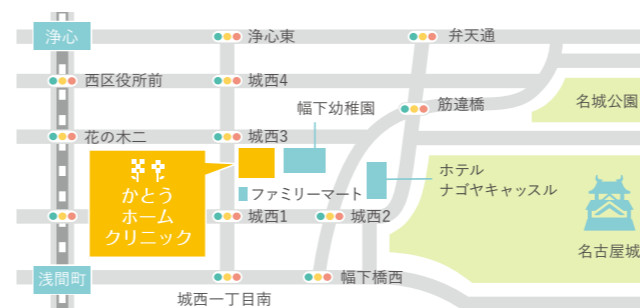 浄心
浄心東
弁天通
西区役所前
城西4
幅下幼稚園
筋違橋
名城公園
花の木二
城西3
かとう
ホーム
クリニック
ファミリーマート
ホテル
ナゴヤキャッスル
城西1
城西2
名古屋城
浅間町
城西一丁目南
幅下橋西